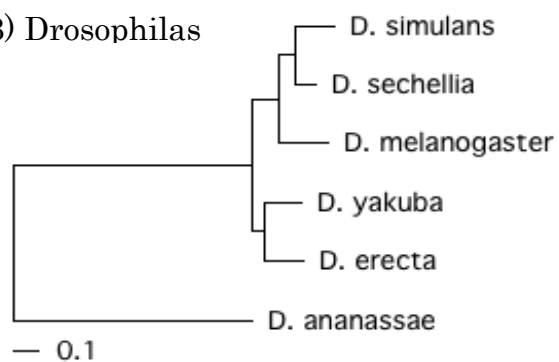 3) Drosophilas
D. simulans
D. sechellia
D. melanogaster
D. yakuba
D. erecta
D. ananassae
0.1